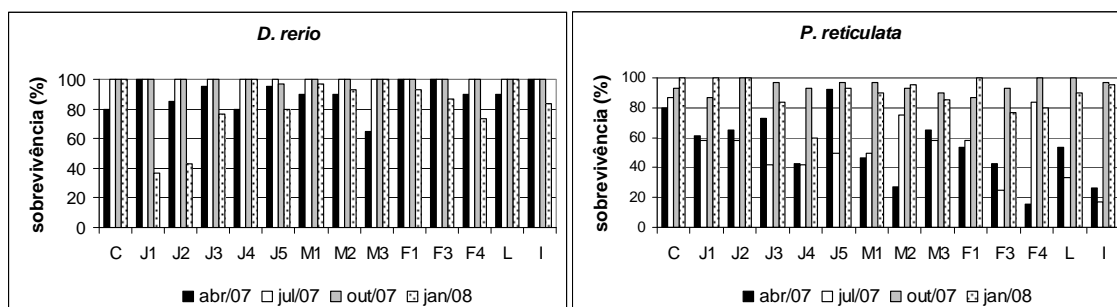 D. rerio
sobrevivência (%)
100
80
60
40
20
0
C J1 J2 J3 J4 J5 M1 M2 M3 F1 F3 F4 L I
abr/07 jul/07 out/07 jan/08
P. reticulata
sobrevivência (%)
100
80
60
40
20
0
C J1 J2 J3 J4 J5 M1 M2 M3 F1 F3 F4 L I
abr/07 jul/07 out/07 jan/08